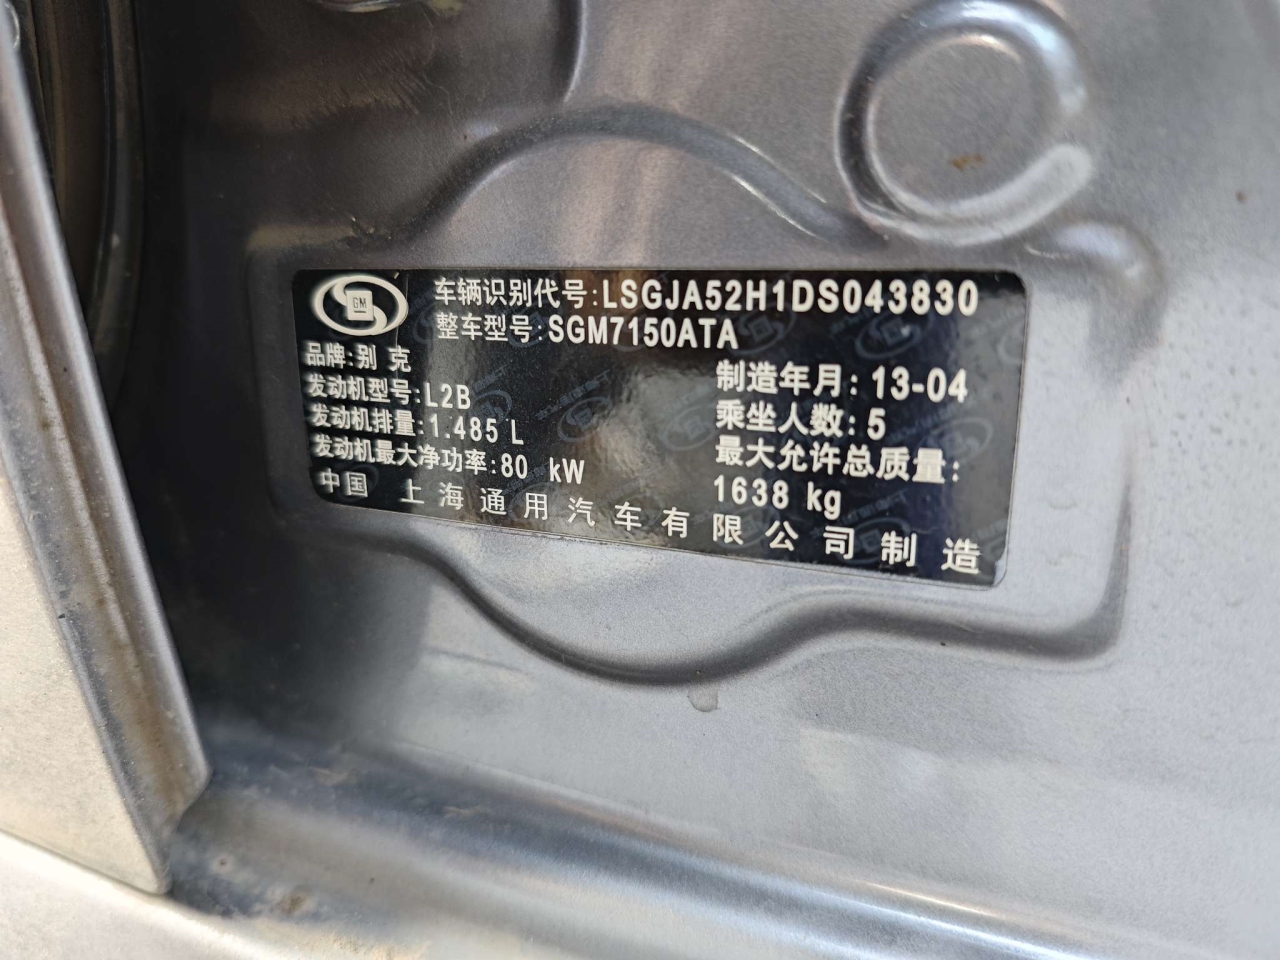 GM
车辆识别代号:LSGJA52H1DS043830
整车型号:SGM7150ATA
品牌:别 克
发动机型号:L2B
发动机排量:1.485 L
发动机最大净功率:80 kW
制造年月:13-04
乘坐人数:5
最大允许总质量:
1638 kg
中国 上海通用汽车有限公司制造